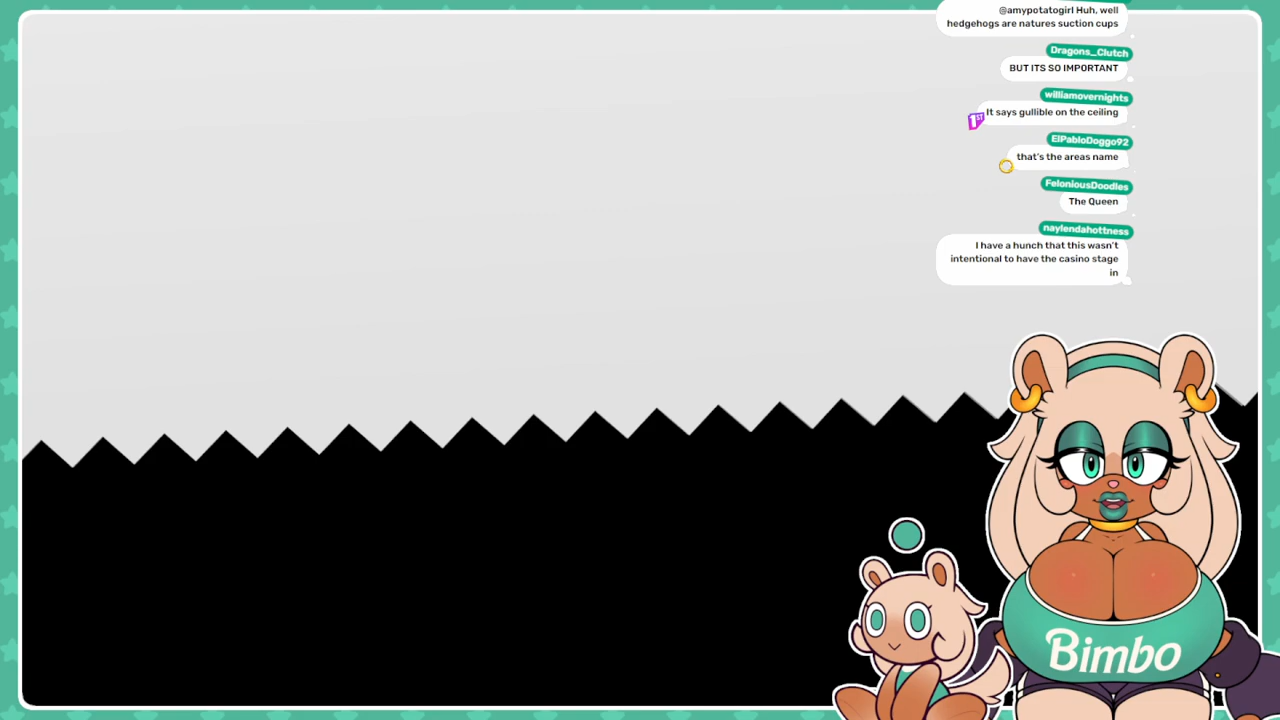 @amypotatogirl Huh, well
hedgehogs are natures suction cups
Dragons_Clutch
BUT ITS SO IMPORTANT
williamovernights
It says gullible on the ceiling
1ST
ElPabloDoggo92
that's the areas name
FeloniousDoodles
The Queen
naylendahottness
I have a hunch that this wasn't
intentional to have the casino stage
in
Bimbo